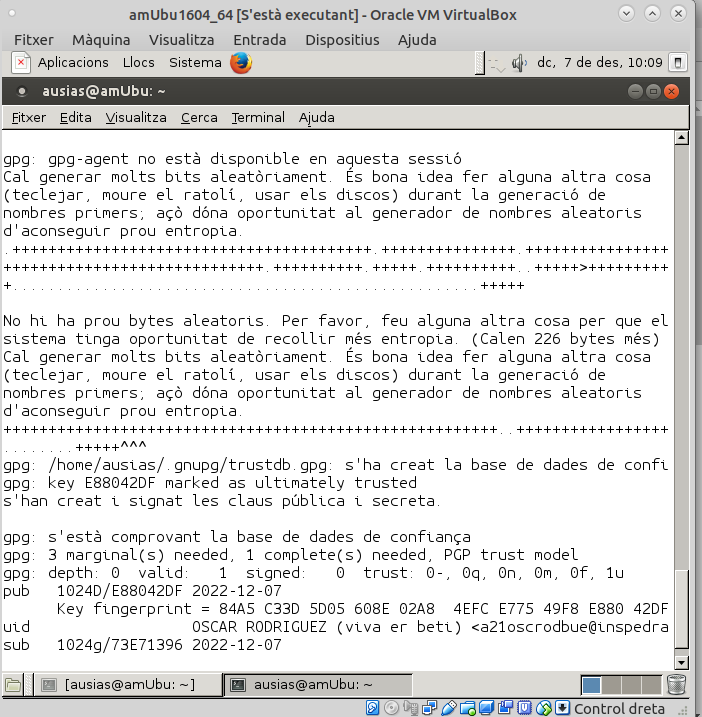 amUbu1604_64 [S'està executant] - Oracle VM VirtualBox
Fitxer Màquina Visualitza Entrada Dispositius Ajuda
Aplicacions Llocs Sistema dc, 7 de des, 10:09
ausias@amUbu: ~
Fitxer Edita Visualitza Cerca Terminal Ajuda
gpg: gpg-agent no està disponible en aquesta sessió
Cal generar molts bits aleatòriament. És bona idea fer alguna altra cosa
(teclejar, moure el ratolí, usar els discos) durant la generació de
nombres primers; açò dóna oportunitat al generador de nombres aleatoris
d'aconseguir prou entropia.
.++++++++++++++++++++++++++++++++++++++++.+++++++++++++++.++++++++++++++++
+++++++++++++++++++++++++++++.++++++++++.+++++.++++++++++..+++++>+++++++++
+....................................................+++++
No hi ha prou bytes aleatoris. Per favor, feu alguna altra cosa per que el
sistema tinga oportunitat de recollir més entropia. (Calen 226 bytes més)
Cal generar molts bits aleatòriament. És bona idea fer alguna altra cosa
(teclejar, moure el ratolí, usar els discos) durant la generació de
nombres primers; açò dóna oportunitat al generador de nombres aleatoris
d'aconseguir prou entropia.
+++++++++++++++++++++++++++++++++++++++++++++++++++++++..+++++++++++++++++
........+++++^^^
gpg: /home/ausias/.gnupg/trustdb.gpg: s'ha creat la base de dades de confi
gpg: key E88042DF marked as ultimately trusted
s'han creat i signat les claus pública i secreta.
gpg: s'està comprovant la base de dades de confiança
gpg: 3 marginal(s) needed, 1 complete(s) needed, PGP trust model
gpg: depth: 0 valid: 1 signed: 0 trust: 0-, 0q, 0n, 0m, 0f, 1u
pub 1024D/E88042DF 2022-12-07
Key fingerprint = 84A5 C33D 5D05 608E 02A8 4EFC E775 49F8 E880 42DF
uid OSCAR RODRIGUEZ (viva er beti) <a21oscrodbue@inspedra
sub 1024g/73E71396 2022-12-07
[ausias@amUbu: ~] ausias@amUbu: ~
Control dreta